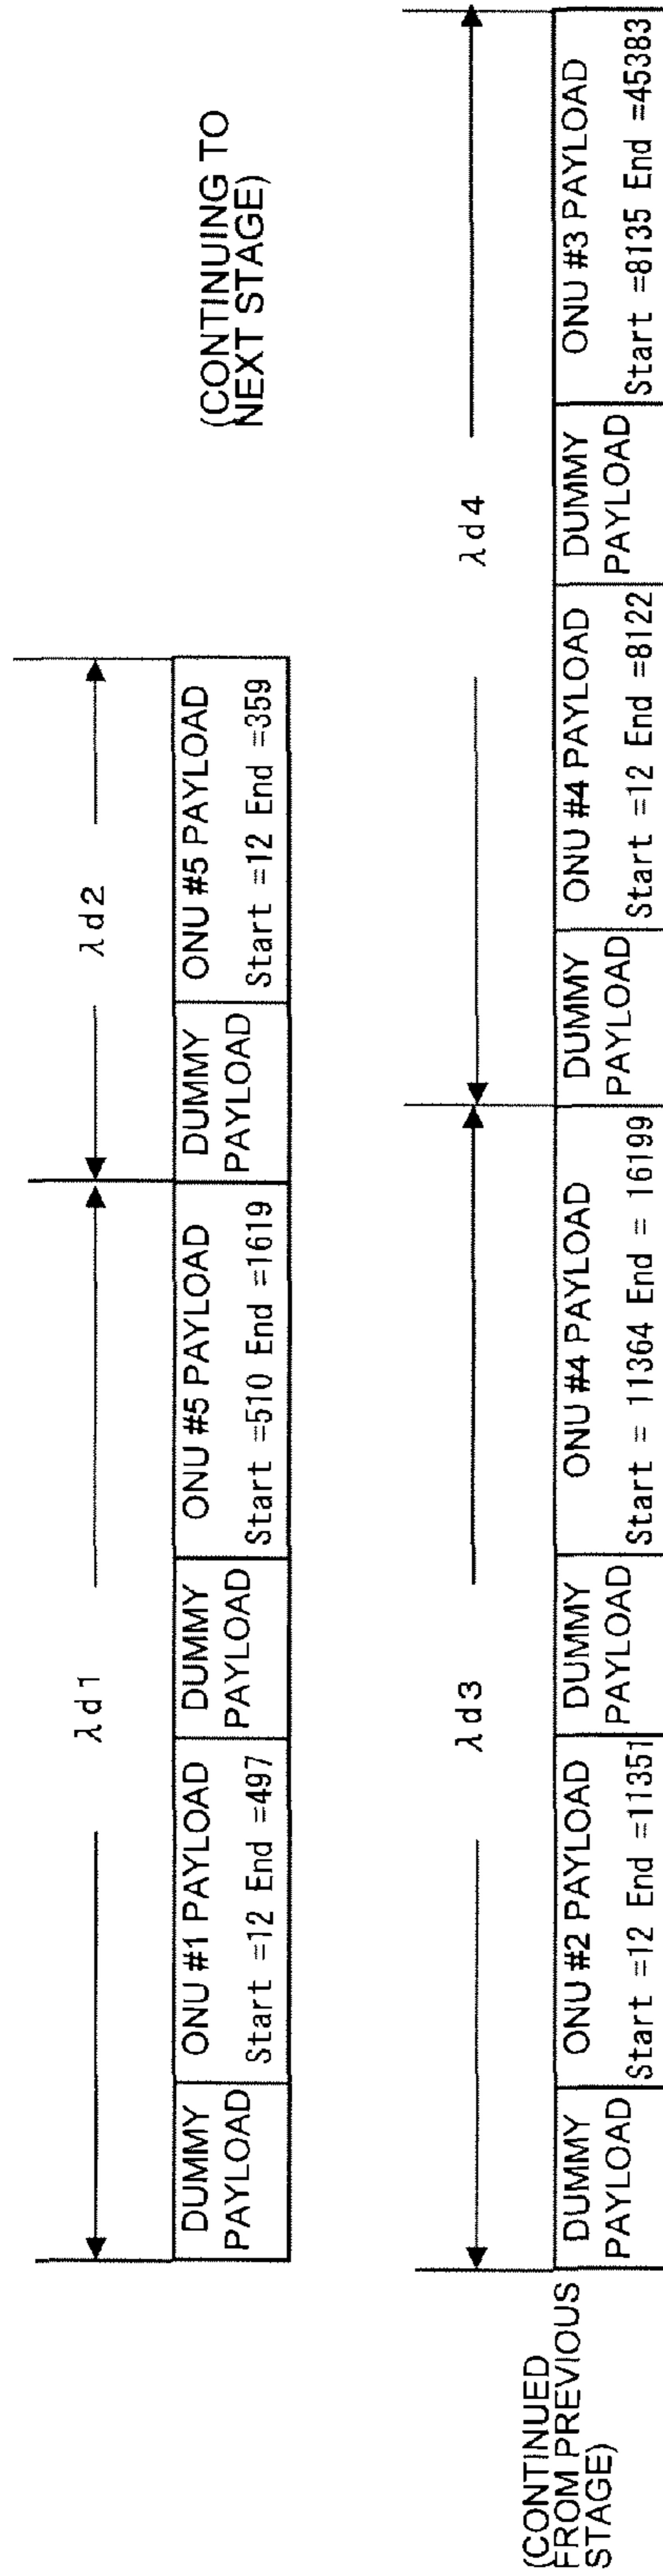 λd1
λd2
DUMMY
PAYLOAD
ONU #1 PAYLOAD
Start =12 End =497
DUMMY
PAYLOAD
ONU #5 PAYLOAD
Start =510 End =1619
DUMMY
PAYLOAD
ONU #5 PAYLOAD
Start =12 End =359
(CONTINUING TO
NEXT STAGE)
(CONTINUED
FROM PREVIOUS
STAGE)
λd3
λd4
DUMMY
PAYLOAD
ONU #2 PAYLOAD
Start =12 End =11351
DUMMY
PAYLOAD
ONU #4 PAYLOAD
Start = 11364 End = 16199
DUMMY
PAYLOAD
ONU #4 PAYLOAD
Start =12 End =8122
DUMMY
PAYLOAD
ONU #3 PAYLOAD
Start =8135 End =45383